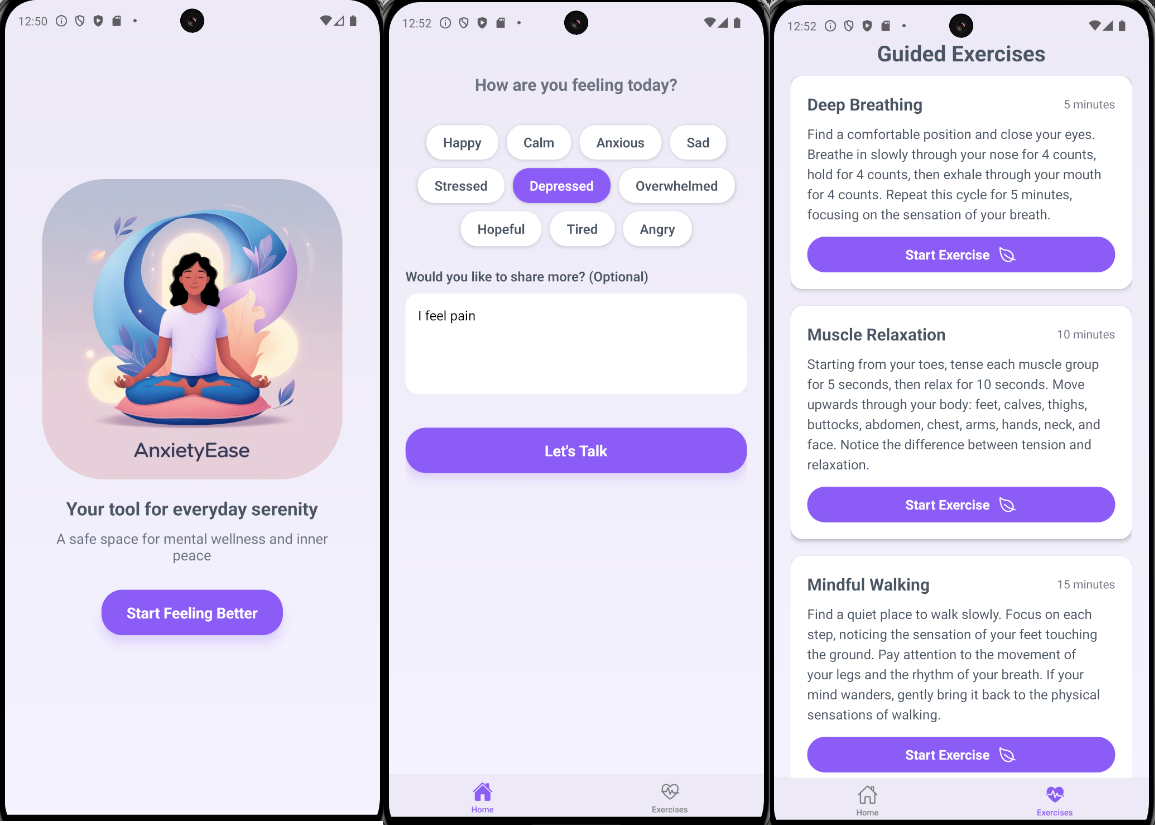 12:50
AnxietyEase
Your tool for everyday serenity
A safe space for mental wellness and inner
peace
Start Feeling Better
12:52
How are you feeling today?
Happy
Calm
Anxious
Sad
Stressed
Depressed
Overwhelmed
Hopeful
Tired
Angry
Would you like to share more? (Optional)
I feel pain
Let's Talk
Home
Exercises
12:52
Guided Exercises
Deep Breathing
5 minutes
Find a comfortable position and close your eyes.
Breathe in slowly through your nose for 4 counts,
hold for 4 counts, then exhale through your mouth
for 4 counts. Repeat this cycle for 5 minutes,
focusing on the sensation of your breath.
Start Exercise
Muscle Relaxation
10 minutes
Starting from your toes, tense each muscle group
for 5 seconds, then relax for 10 seconds. Move
upwards through your body: feet, calves, thighs,
buttocks, abdomen, chest, arms, hands, neck, and
face. Notice the difference between tension and
relaxation.
Start Exercise
Mindful Walking
15 minutes
Find a quiet place to walk slowly. Focus on each
step, noticing the sensation of your feet touching
the ground. Pay attention to the movement of
your legs and the rhythm of your breath. If your
mind wanders, gently bring it back to the physical
sensations of walking.
Start Exercise
Home
Exercises